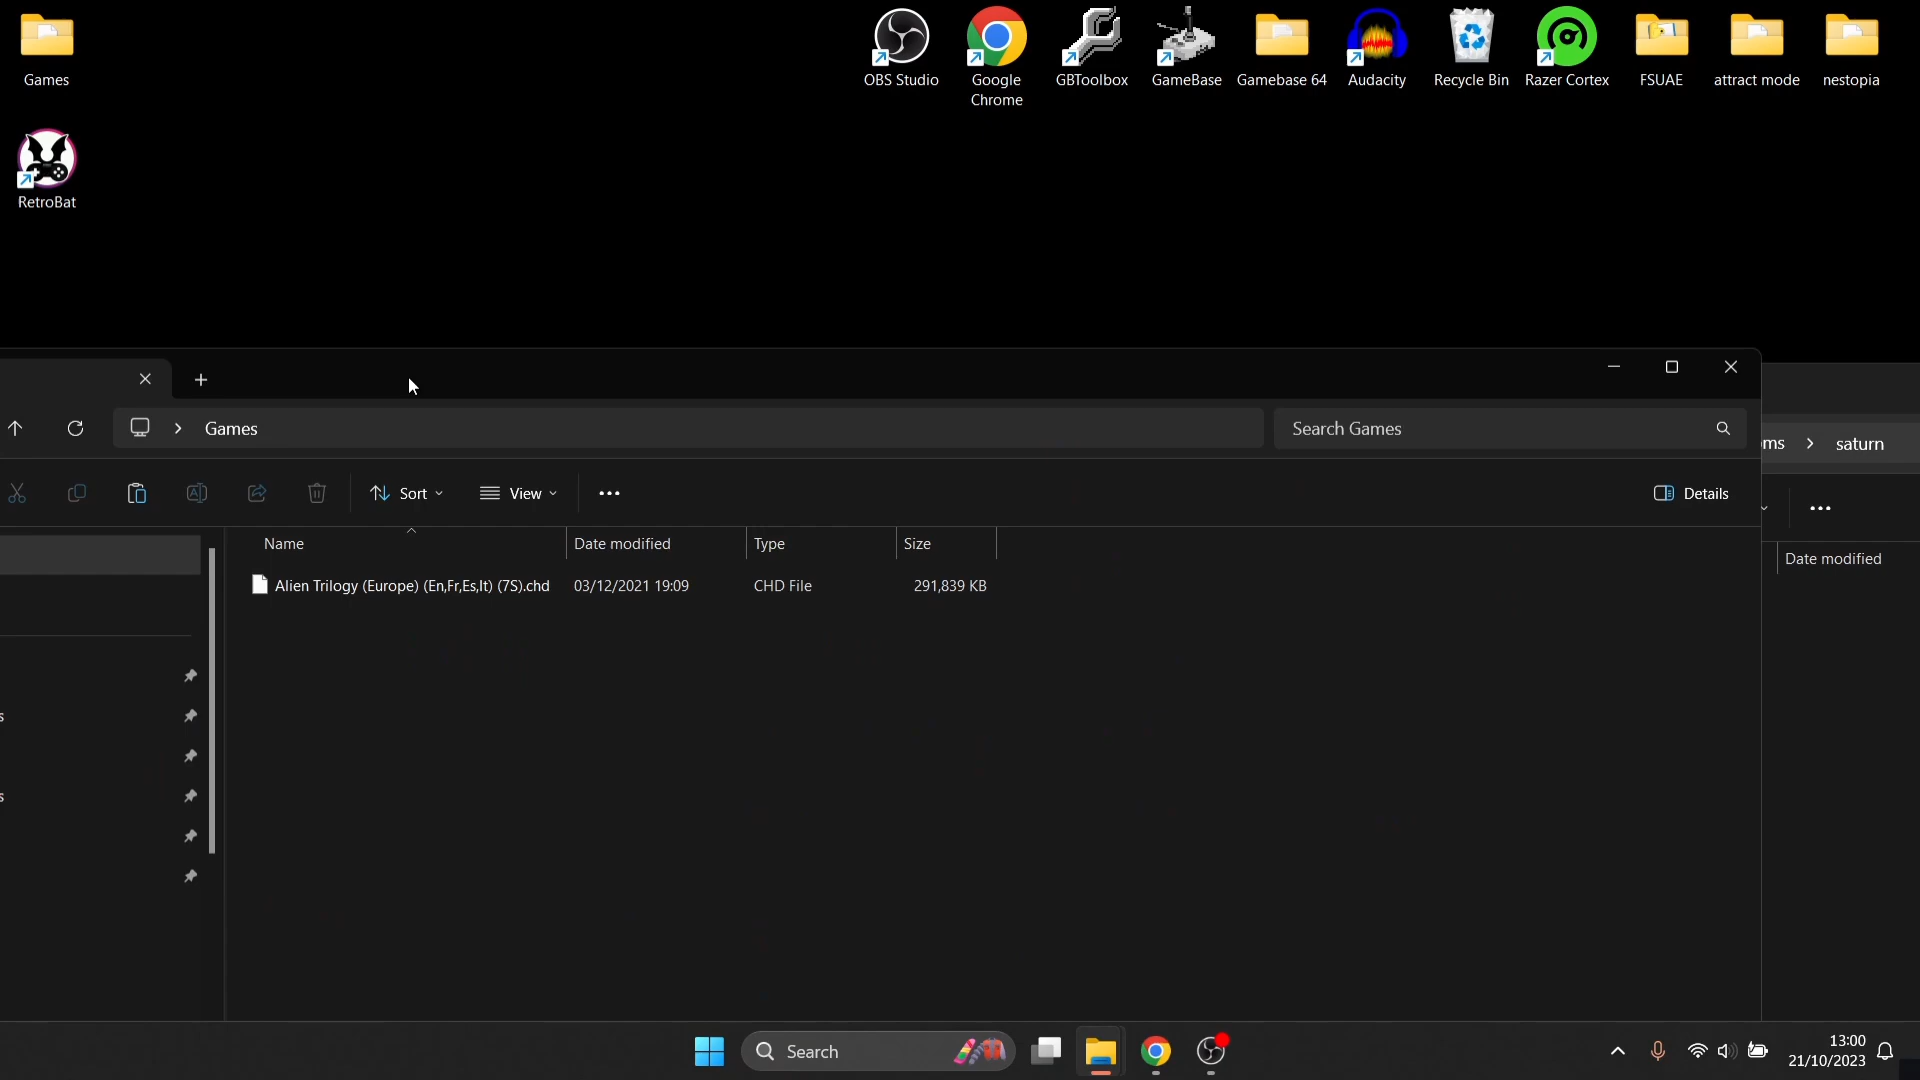 Games
RetroBat
OBS Studio
Google
Chrome
GBToolbox
GameBase
Gamebase 64
Audacity
Recycle Bin
Razer Cortex
FSUAE
attract mode
nestopia
Games
Search Games
ms
saturn
Sort
View
Details
Name
Date modified
Type
Size
Alien Trilogy (Europe) (En,Fr,Es,It) (7S).chd
03/12/2021 19:09
CHD File
291,839 KB
Date modified
s
s
Search
13:00
21/10/2023